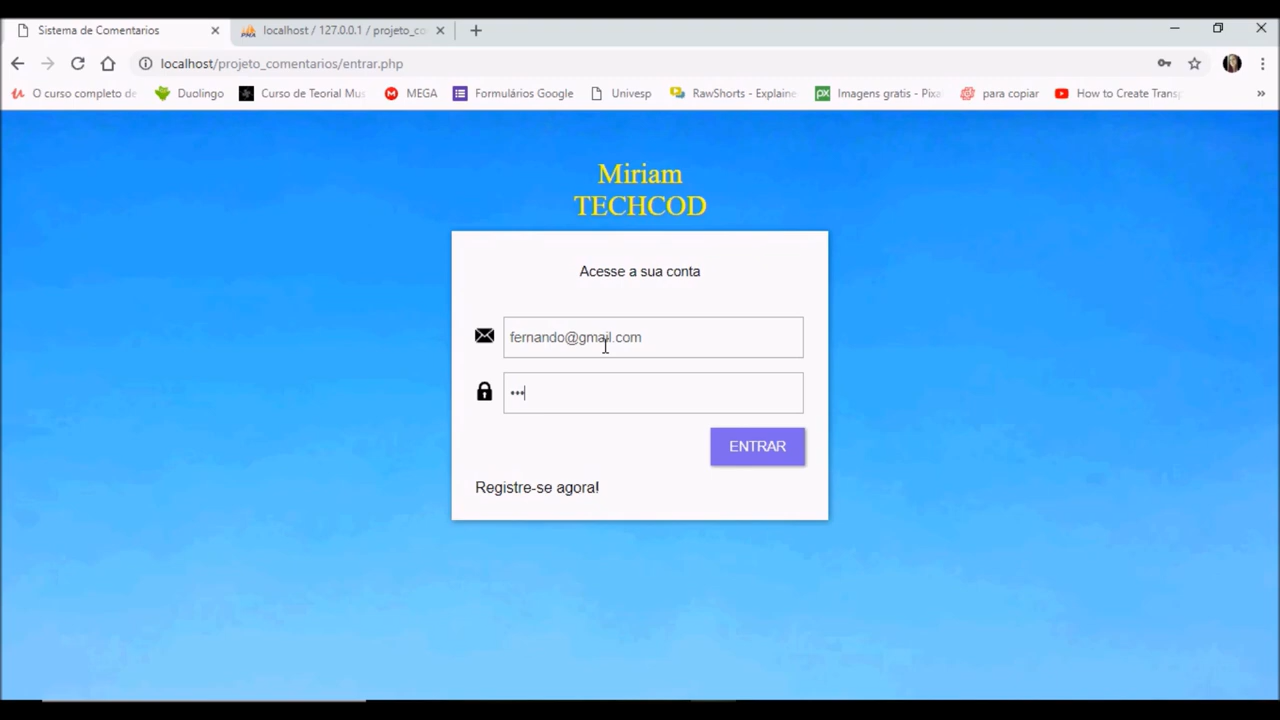 Sistema de Comentarios
localhost / 127.0.0.1 / projeto_co
localhost/projeto_comentarios/entrar.php
O curso completo de
Duolingo
Curso de Teorial Mus
MEGA
Formulários Google
Univesp
RawShorts - Explaine
Imagens gratis - Pixa
para copiar
How to Create Transp
»
Miriam
TECHCOD
Acesse a sua conta
fernando@gmail.com
•••
ENTRAR
Registre-se agora!